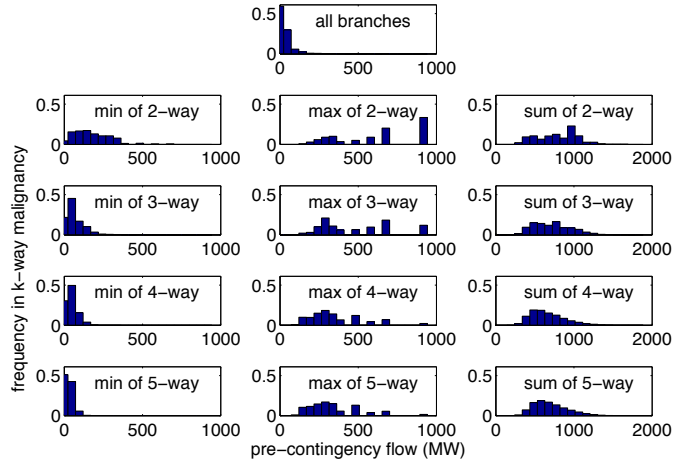 all branches
0.5
0
0 500 1000
min of 2−way
0.5
0
0 500 1000
max of 2−way
0.5
0
0 500 1000
sum of 2−way
0.5
0
0 1000 2000
min of 3−way
0.5
0
0 500 1000
max of 3−way
0.5
0
0 500 1000
sum of 3−way
0.5
0
0 1000 2000
min of 4−way
0.5
0
0 500 1000
max of 4−way
0.5
0
0 500 1000
sum of 4−way
0.5
0
0 1000 2000
min of 5−way
0.5
0
0 500 1000
max of 5−way
0.5
0
0 500 1000
sum of 5−way
0.5
0
0 1000 2000
frequency in k−way malignancy
pre−contingency flow (MW)